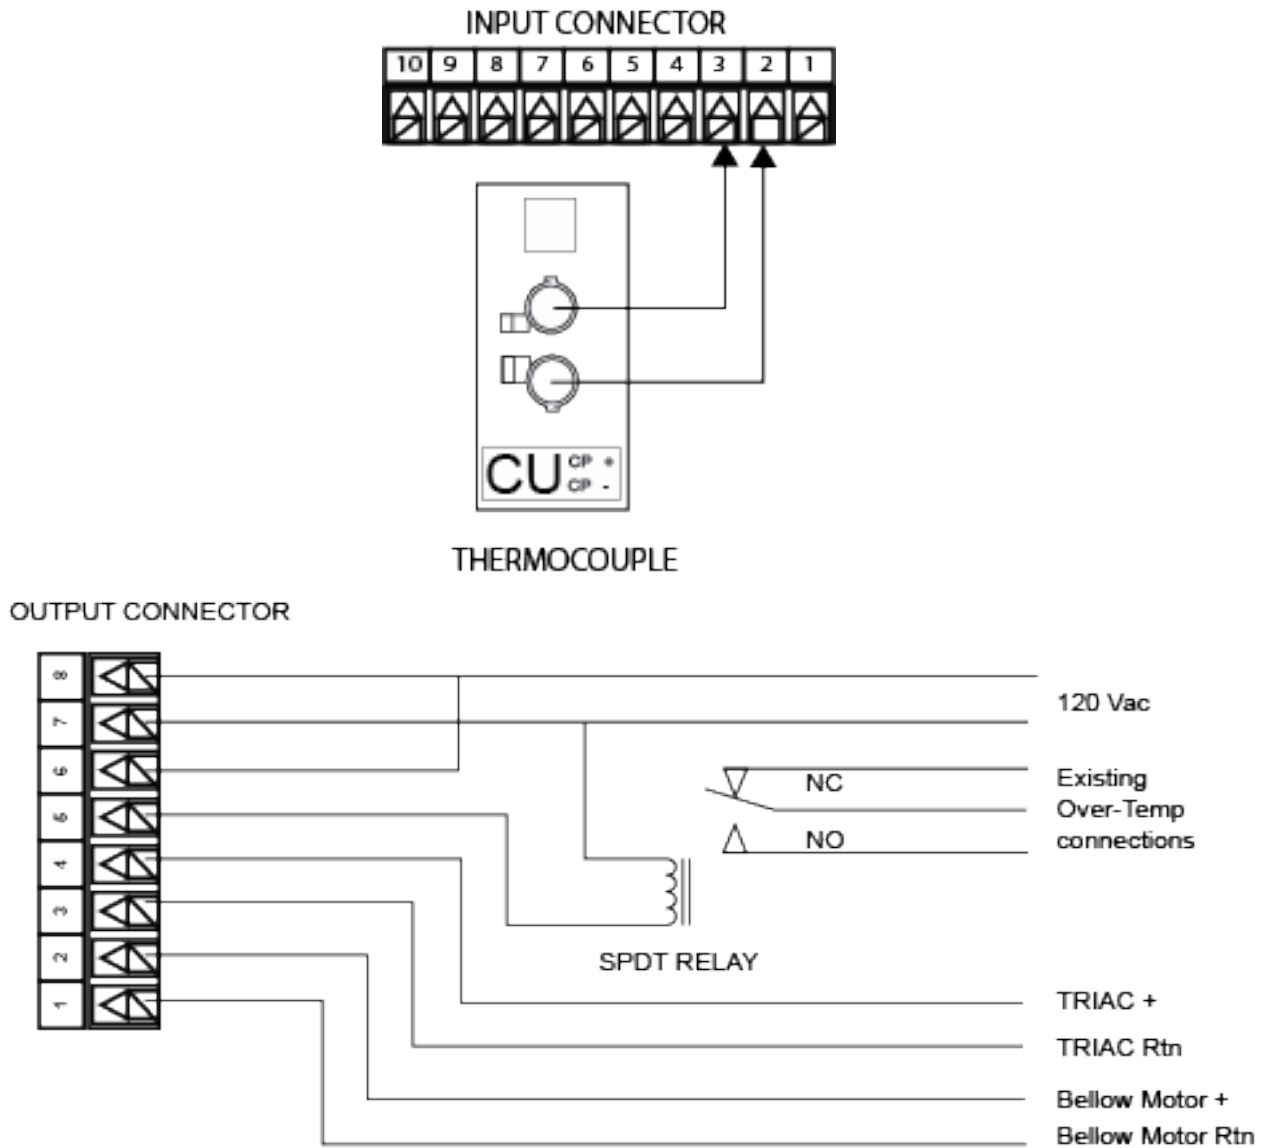 INPUT CONNECTOR
10 9 8 7 6 5 4 3 2 1
CU CP +
CP -
THERMOCOUPLE
OUTPUT CONNECTOR
8
120 Vac
7
6
NC
Existing
Over-Temp
5
NO
connections
4
3
2
SPDT RELAY
1
TRIAC +
TRIAC Rtn
Bellow Motor +
Bellow Motor Rtn